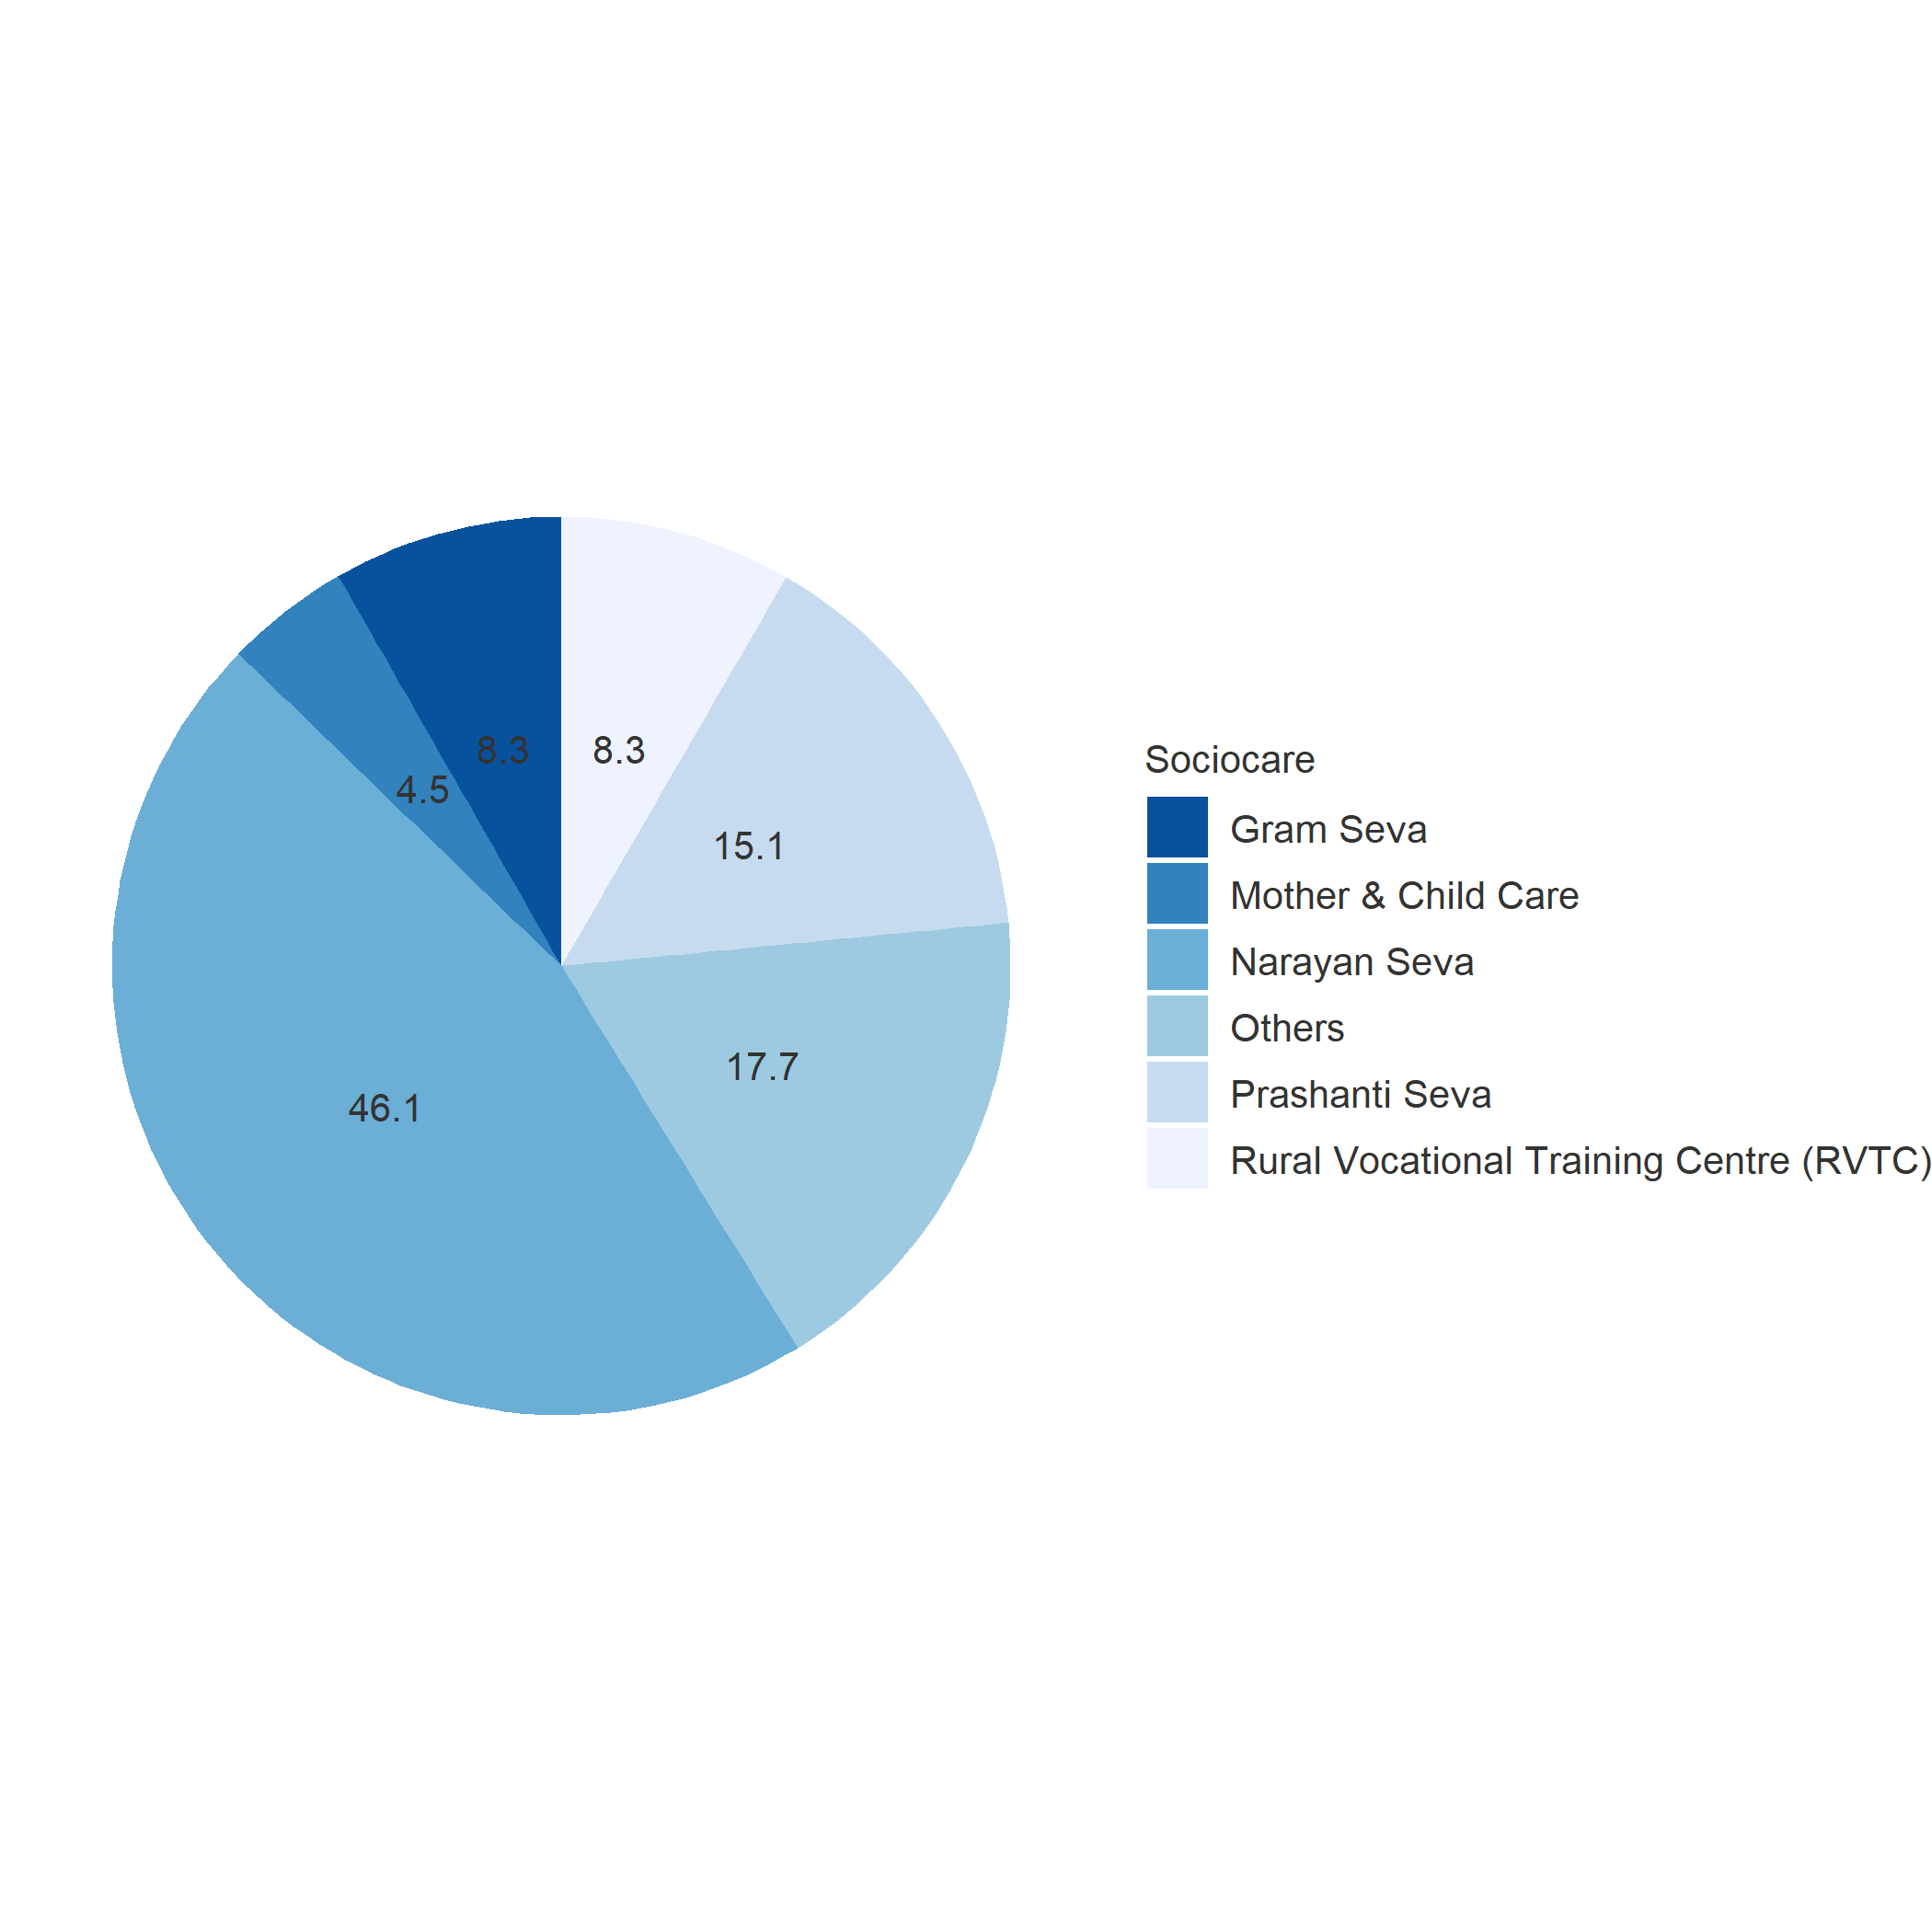 8.3
8.3
4.5
15.1
17.7
46.1
Sociocare
Gram Seva
Mother & Child Care
Narayan Seva
Others
Prashanti Seva
Rural Vocational Training Centre (RVTC)